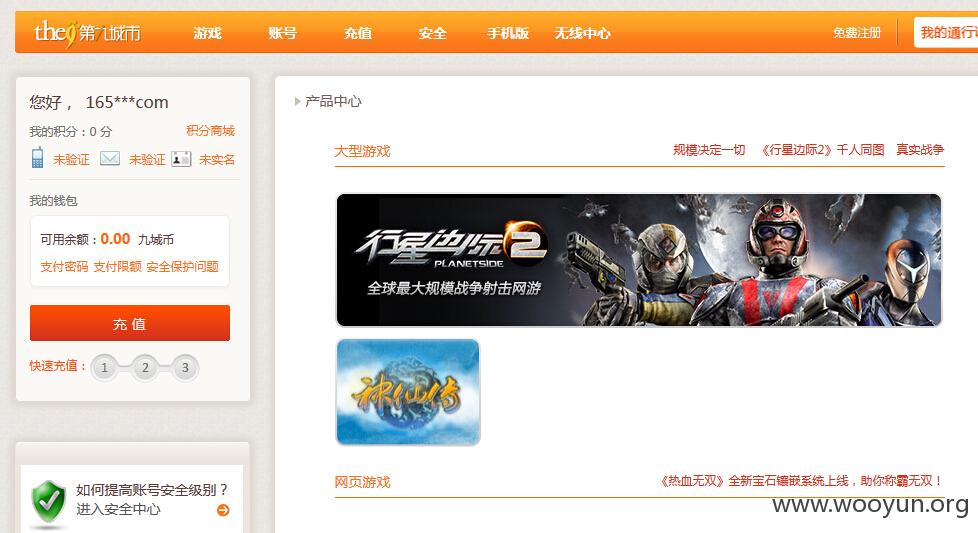 the9第九城市 游戏 账号 充值 安全 手机版 无线中心 免费注册 我的通行
您好， 165***com
我的积分：0 分 积分商城
未验证 未验证 未实名
我的钱包
可用余额：0.00 九城币
支付密码 支付限额 安全保护问题
充 值
快速充值： 1 2 3
如何提高账号安全级别？
进入安全中心
产品中心
大型游戏 规模决定一切 《行星边际2》千人同图 真实战争
行星边际2
PLANETSIDE
全球最大规模战争射击网游
神仙传
网页游戏 《热血无双》全新宝石镶嵌系统上线，助你称霸无双！
www.wooyun.org